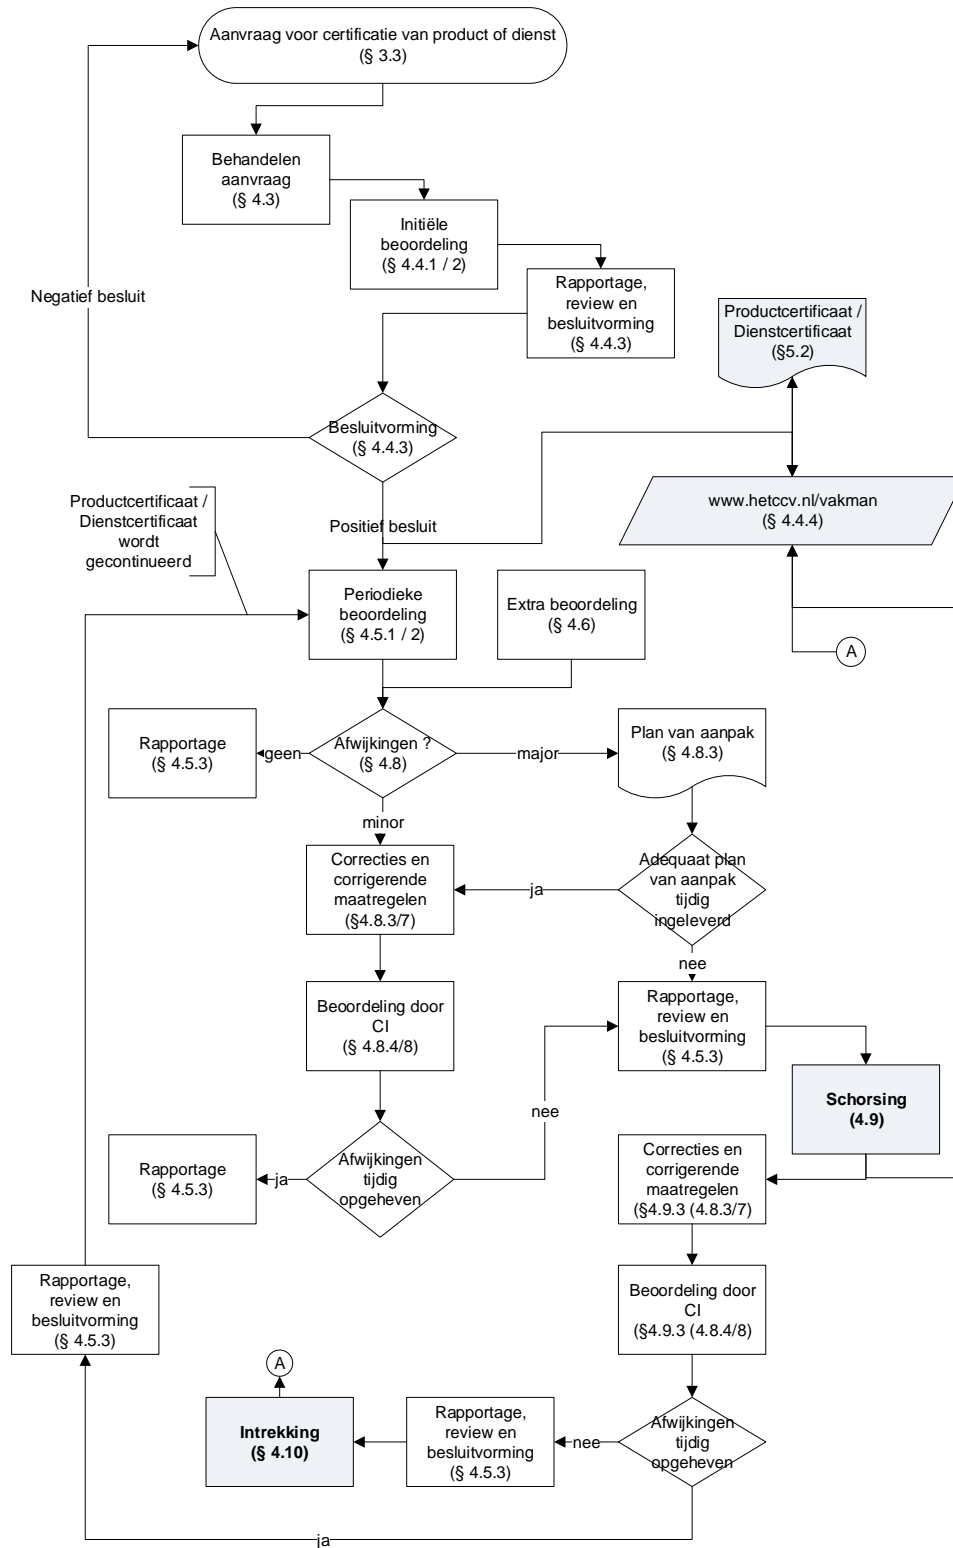 Aanvraag voor certificatie van product of dienst
(§ 3.3)
Behandelen
aanvraag
(§ 4.3)
Initiële
beoordeling
(§ 4.4.1 / 2)
Negatief besluit
Rapportage,
review en
besluitvorming
(§ 4.4.3)
Productcertificaat /
Dienstcertificaat
(§5.2)
Besluitvorming
(§ 4.4.3)
www.hetccv.nl/vakman
(§ 4.4.4)
Productcertificaat /
Dienstcertificaat
wordt
gecontinueerd
Positief besluit
Periodieke
beoordeling
(§ 4.5.1 / 2)
Extra beoordeling
(§ 4.6)
A
Rapportage
(§ 4.5.3)
geen
Afwijkingen ?
(§ 4.8)
major
Plan van aanpak
(§ 4.8.3)
minor
Correcties en
corrigerende
maatregelen
(§4.8.3/7)
ja
Adequaat plan
van aanpak
tijdig
ingeleverd
nee
Beoordeling door
CI
(§ 4.8.4/8)
Rapportage,
review en
besluitvorming
(§ 4.5.3)
Schorsing
(4.9)
nee
Rapportage
(§ 4.5.3)
ja
Afwijkingen
tijdig
opgeheven
Correcties en
corrigerende
maatregelen
(§4.9.3 (4.8.3/7)
Rapportage,
review en
besluitvorming
(§ 4.5.3)
Beoordeling door
CI
(§4.9.3 (4.8.4/8)
A
Intrekking
(§ 4.10)
Rapportage,
review en
besluitvorming
(§ 4.5.3)
nee
Afwijkingen
tijdig
opgeheven
ja